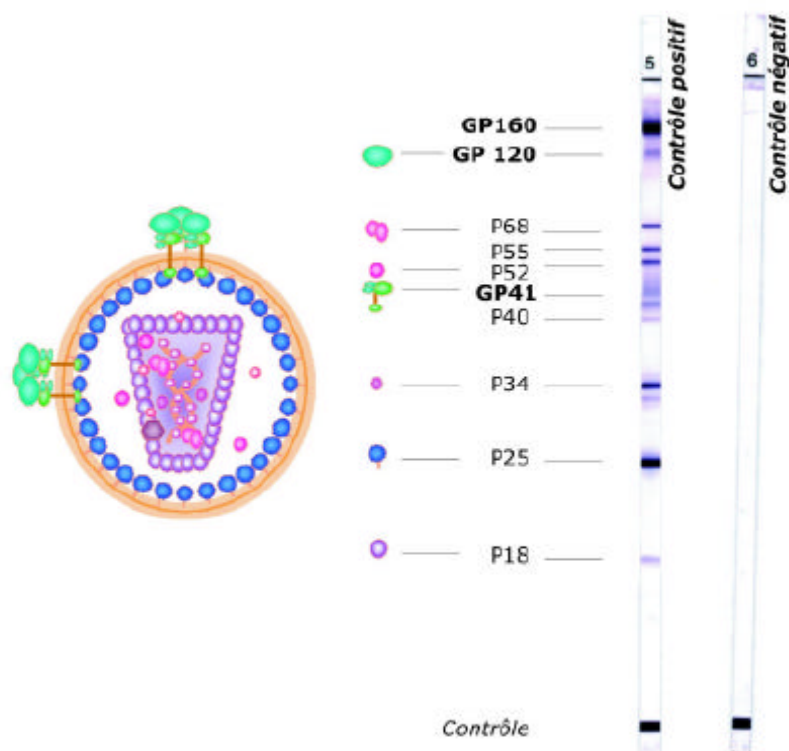 GP160
GP 120
P68
P55
P52
GP41
P40
P34
P25
P18
Contrôle
5
Contrôle positif
6
Contrôle négatif